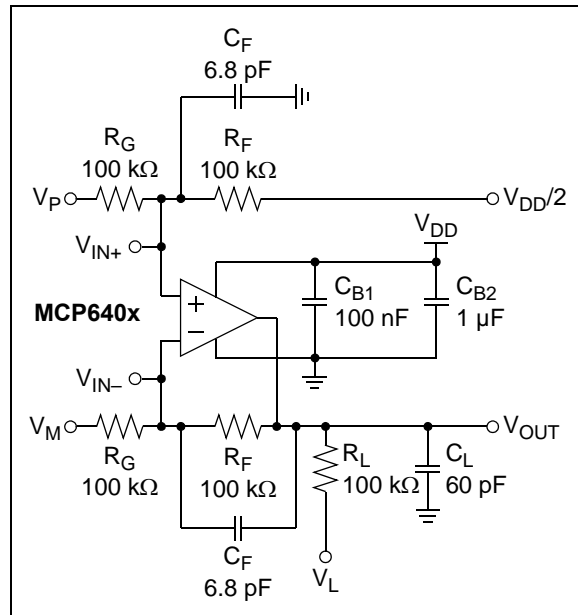 C_F
6.8 pF
R_G
100 kΩ
R_F
100 kΩ
V_P
V_DD/2
V_IN+
V_DD
MCP640x
+
−
C_B1
100 nF
C_B2
1 µF
V_IN–
V_M
V_OUT
R_G
100 kΩ
R_F
100 kΩ
R_L
100 kΩ
C_L
60 pF
C_F
6.8 pF
V_L